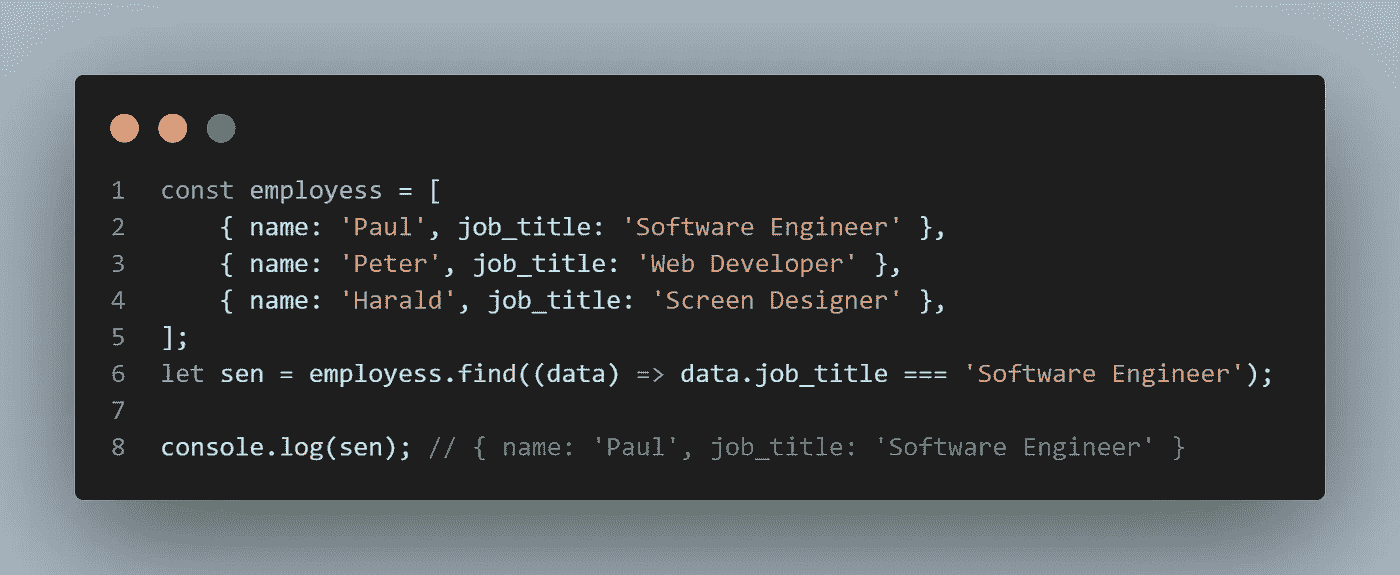 1 const employess = [
2     { name: 'Paul', job_title: 'Software Engineer' },
3     { name: 'Peter', job_title: 'Web Developer' },
4     { name: 'Harald', job_title: 'Screen Designer' },
5 ];
6 let sen = employess.find((data) => data.job_title === 'Software Engineer');
7
8 console.log(sen); // { name: 'Paul', job_title: 'Software Engineer' }